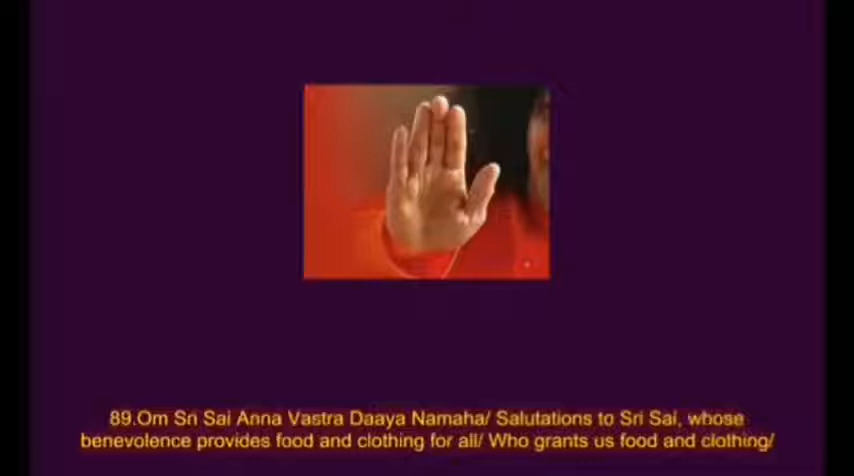 89.Om Sri Sai Anna Vastra Daaya Namaha/ Salutations to Sri Sai, whose
benevolence provides food and clothing for all/ Who grants us food and clothing/